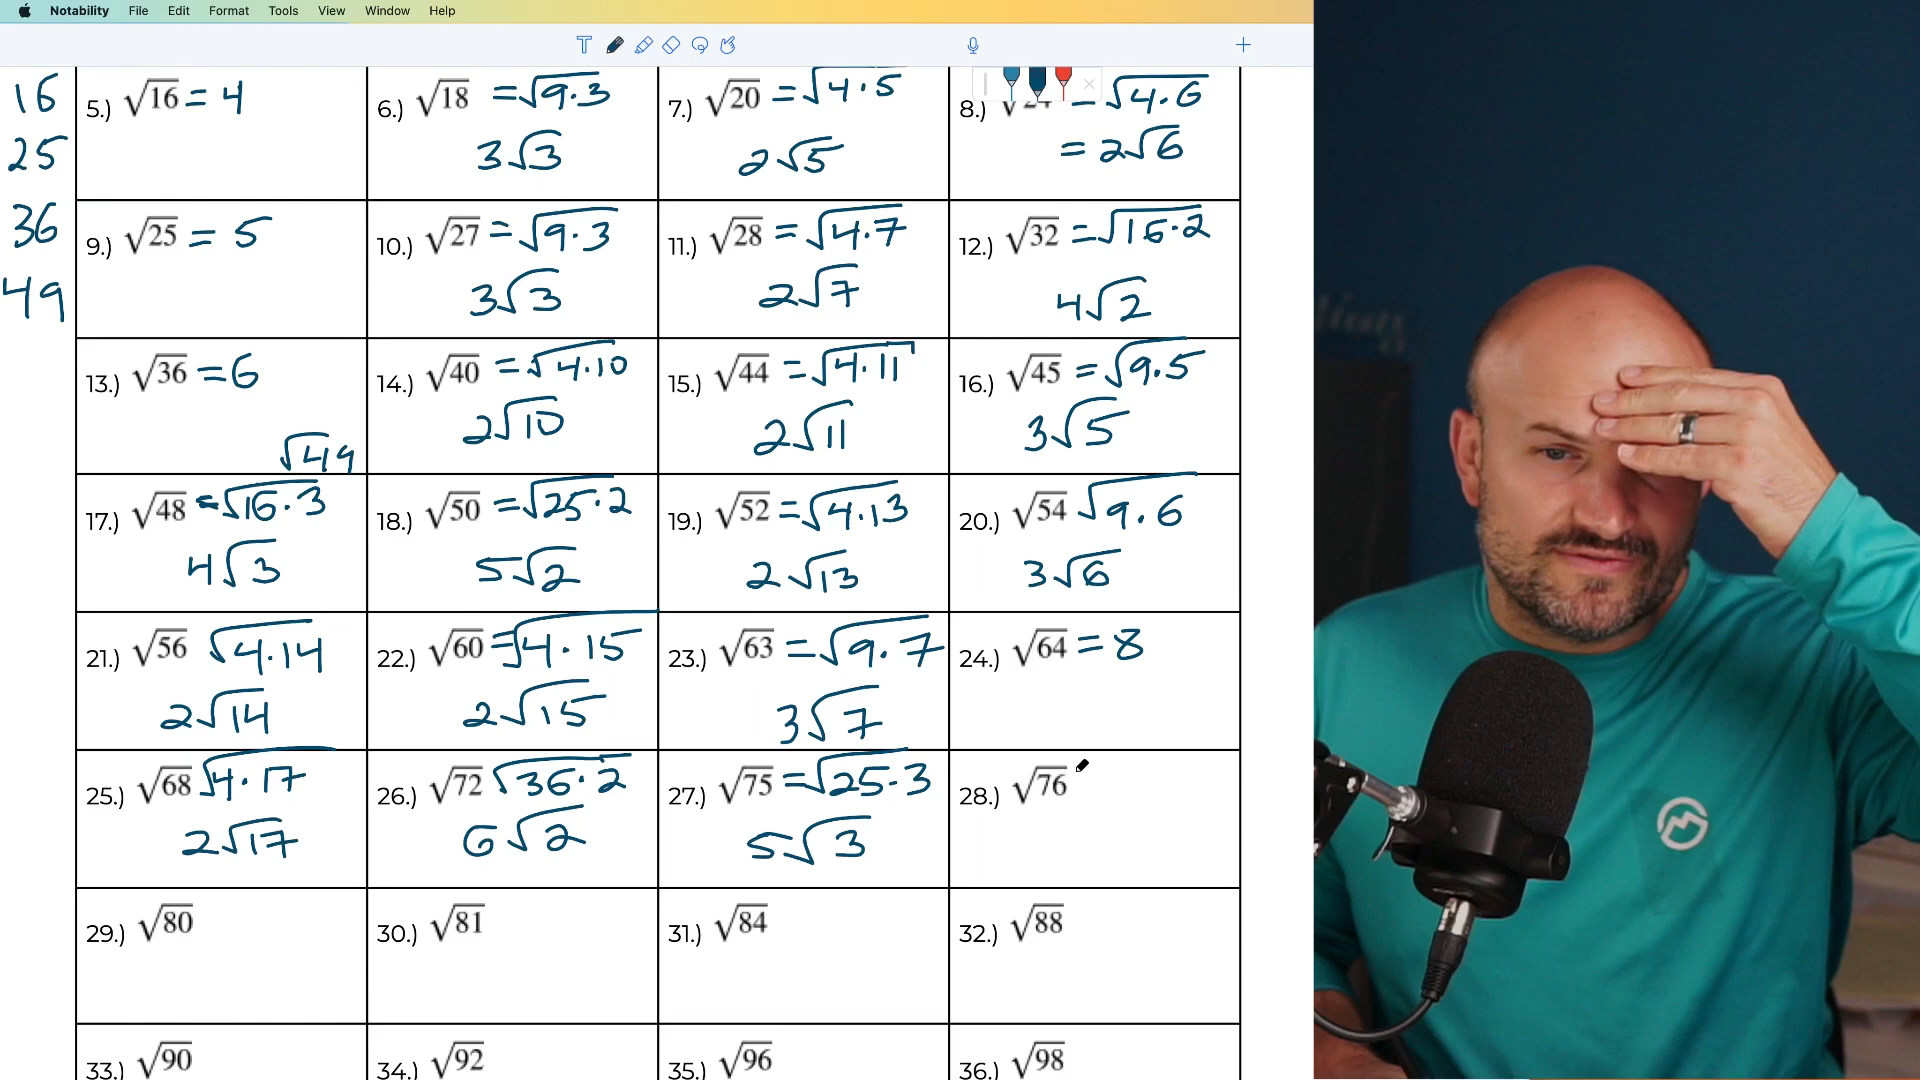 Notability File Edit Format Tools View Window Help
T
16
25
36
49
5.) √16 = 4
6.) √18 = √9·3
3√3
7.) √20 = √4·5
2√5
8.) √24 = √4·6
= 2√6
9.) √25 = 5
10.) √27 = √9·3
3√3
11.) √28 = √4·7
2√7
12.) √32 = √16·2
4√2
13.) √36 = 6
√49
14.) √40 = √4·10
2√10
15.) √44 = √4·11
2√11
16.) √45 = √9·5
3√5
17.) √48 = √16·3
4√3
18.) √50 = √25·2
5√2
19.) √52 = √4·13
2√13
20.) √54 √9·6
3√6
21.) √56 √4·14
2√14
22.) √60 = √4·15
2√15
23.) √63 = √9·7
3√7
24.) √64 = 8
25.) √68 √4·17
2√17
26.) √72 √36·2
6√2
27.) √75 = √25·3
5√3
28.) √76
29.) √80
30.) √81
31.) √84
32.) √88
33.) √90
34.) √92
35.) √96
36.) √98